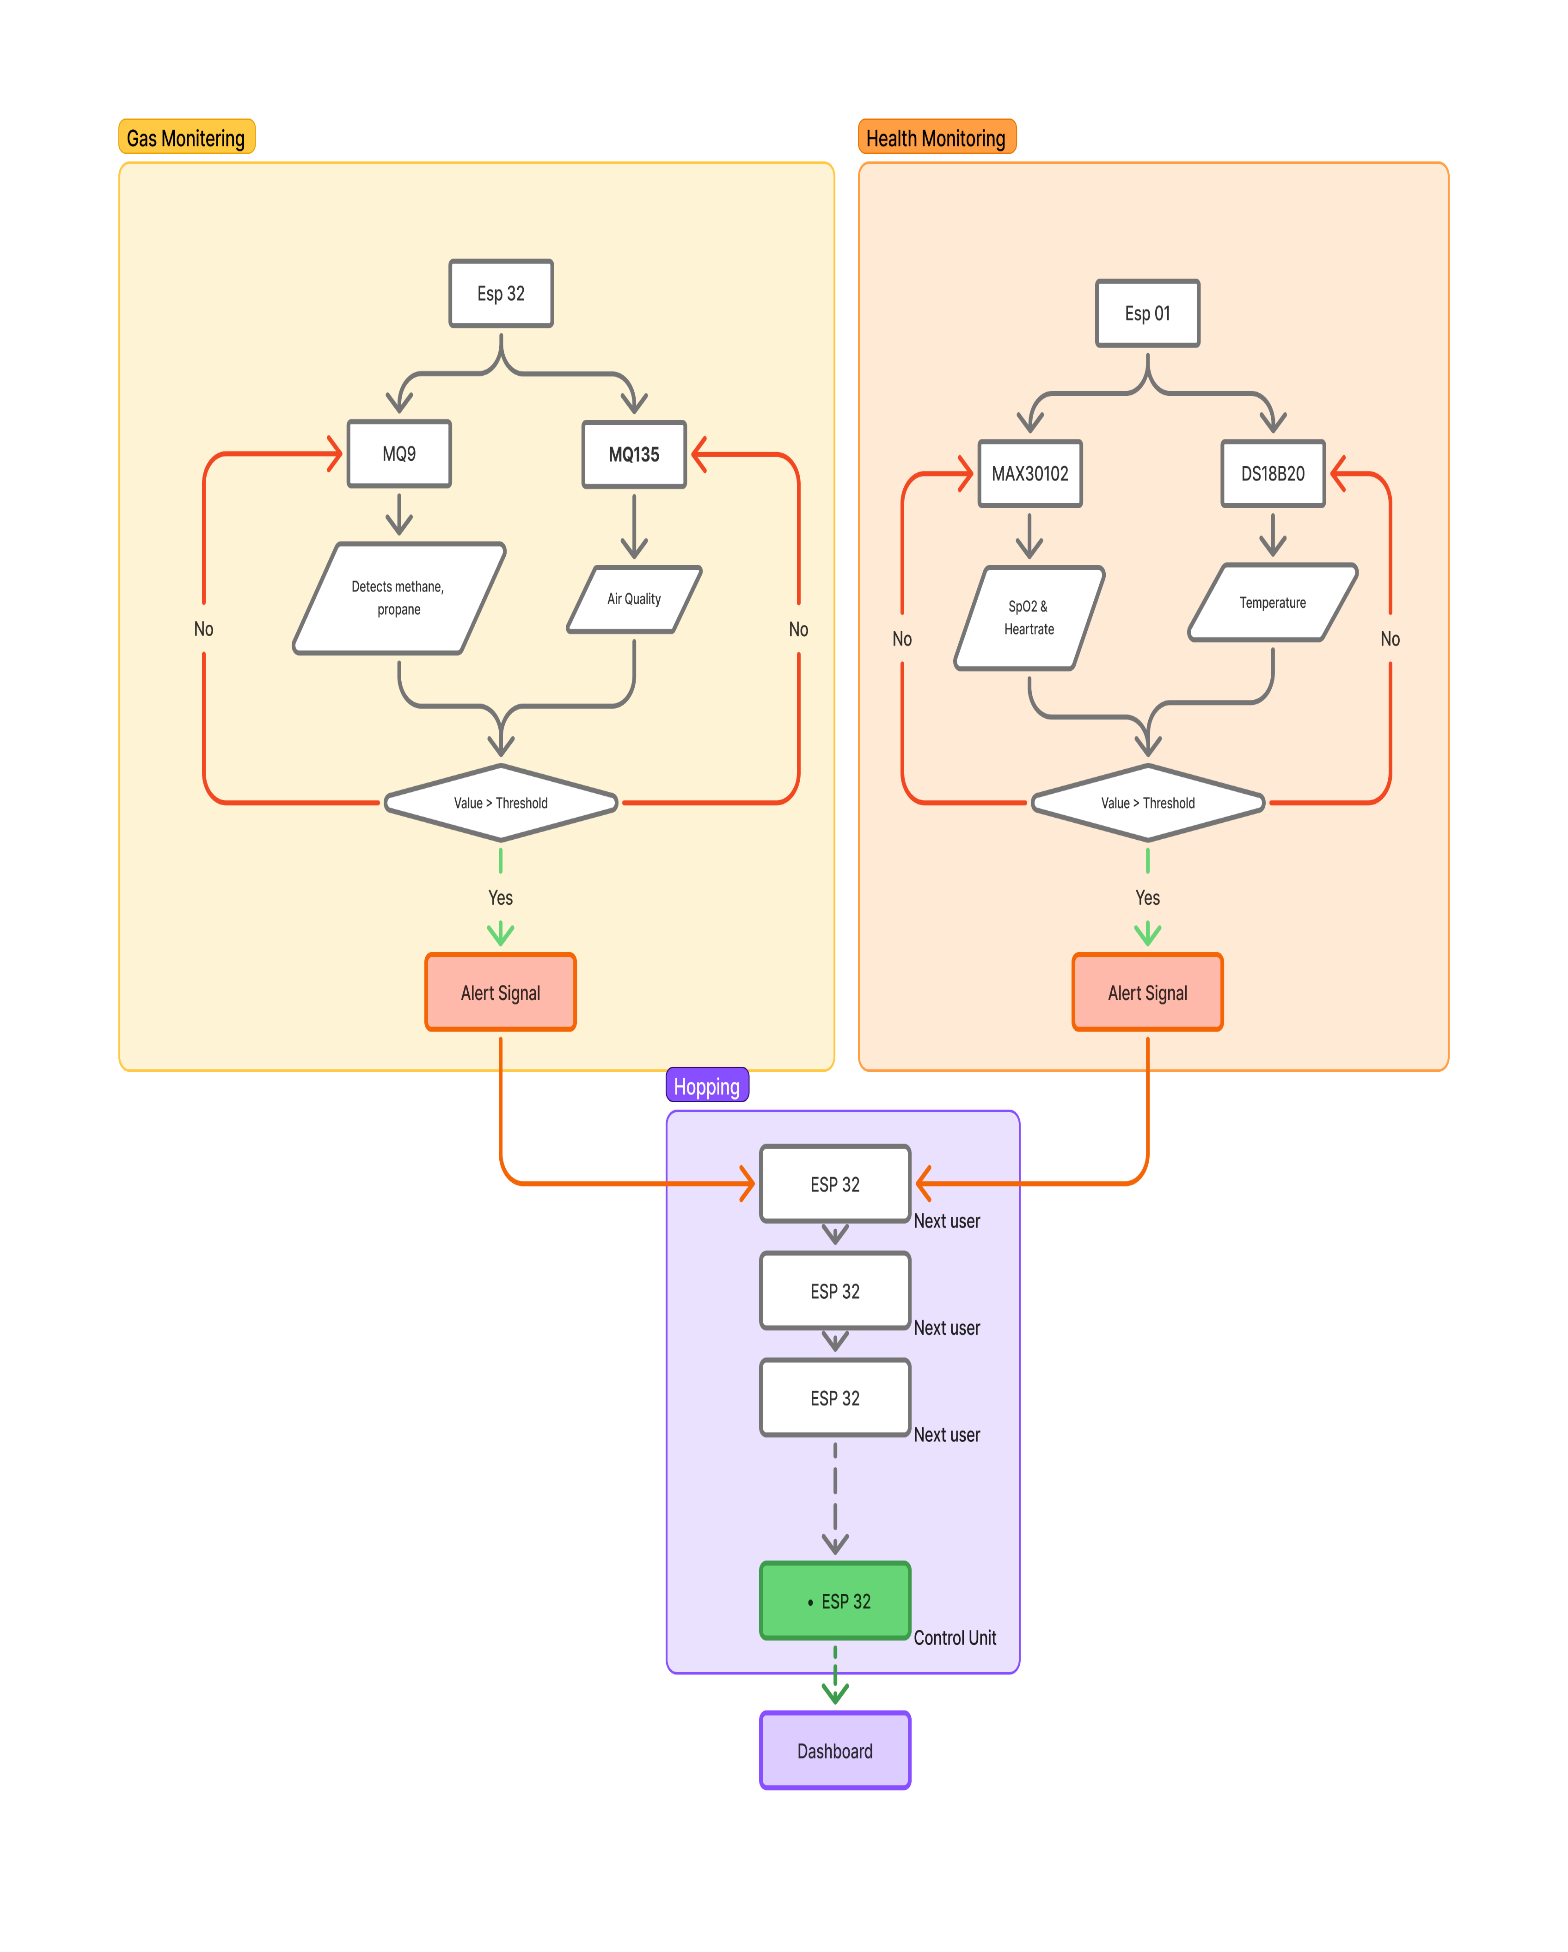 Gas Monitering
Esp 32
MQ9
MQ135
Detects methane,
propane
Air Quality
No
No
Value > Threshold
Yes
Alert Signal
Health Monitoring
Esp 01
MAX30102
DS18B20
SpO2 &
Heartrate
Temperature
No
No
Value > Threshold
Yes
Alert Signal
Hopping
ESP 32
Next user
ESP 32
Next user
ESP 32
Next user
• ESP 32
Control Unit
Dashboard